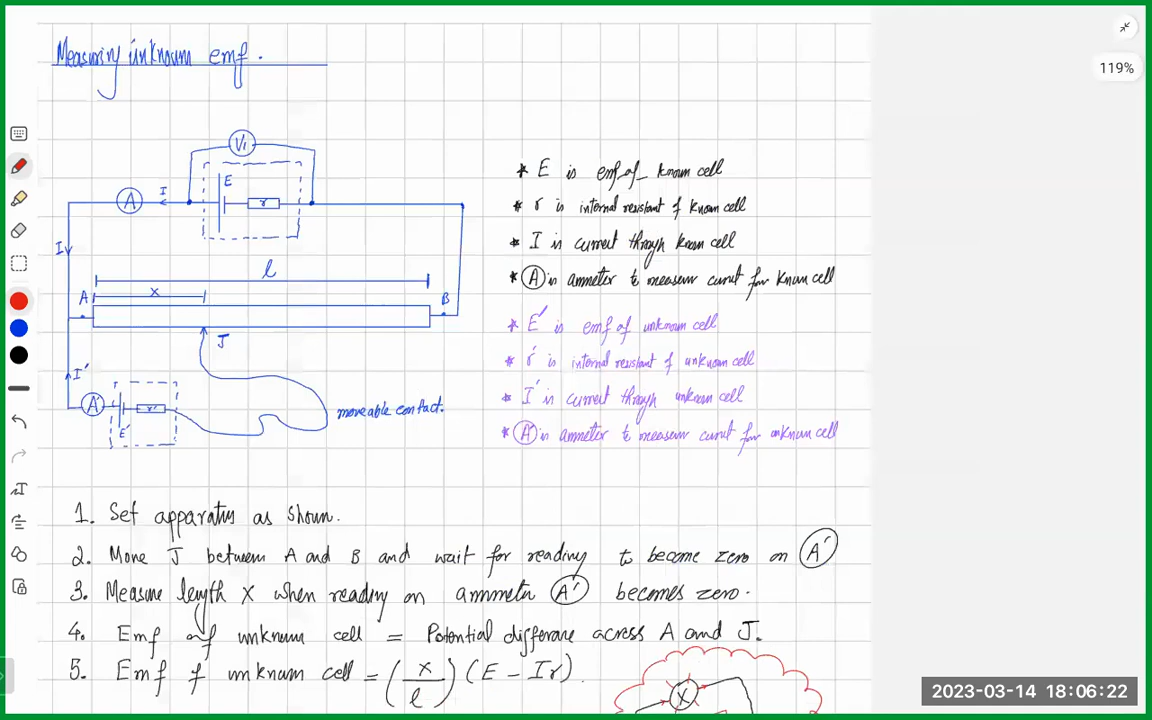 119%
Measuring unknown emf.
V1
E
A
I
r
I
l
x
A
B
J
I'
A'
r'
E'
moveable contact.
* E is emf of known cell
* r is internal resistant of known cell
* I is current through known cell
* A is ammeter to measure current for known cell
* E' is emf of unknown cell
* r' is internal resistant of unknown cell
* I' is current through unknown cell
* A' is ammeter to measure current for unknown cell
1. Set apparatus as shown.
2. Move J between A and B and wait for reading to become zero on A'
3. Measure length x when reading on ammeter A' becomes zero.
4. Emf of unknown cell = Potential difference across A and J.
5. Emf of unknown cell = (x/l) (E - Ir).
X
2023-03-14 18:06:22